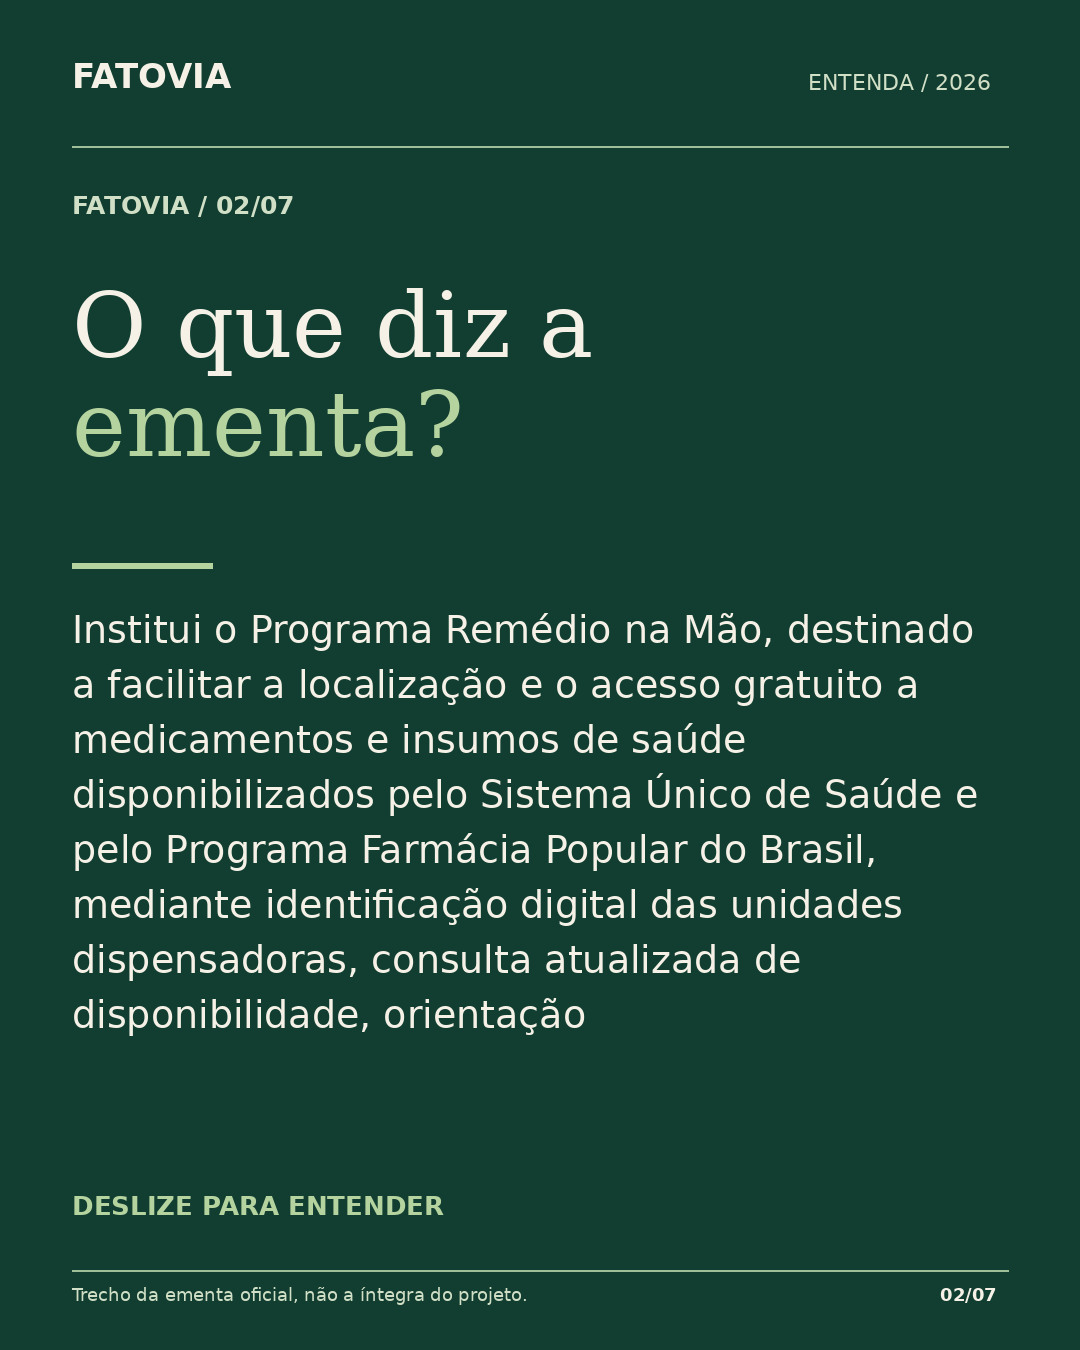 FATOVIA
ENTENDA / 2026
FATOVIA / 02/07
O que diz a
ementa?
Institui o Programa Remédio na Mão, destinado
a facilitar a localização e o acesso gratuito a
medicamentos e insumos de saúde
disponibilizados pelo Sistema Único de Saúde e
pelo Programa Farmácia Popular do Brasil,
mediante identificação digital das unidades
dispensadoras, consulta atualizada de
disponibilidade, orientação
DESLIZE PARA ENTENDER
Trecho da ementa oficial, não a íntegra do projeto.
02/07